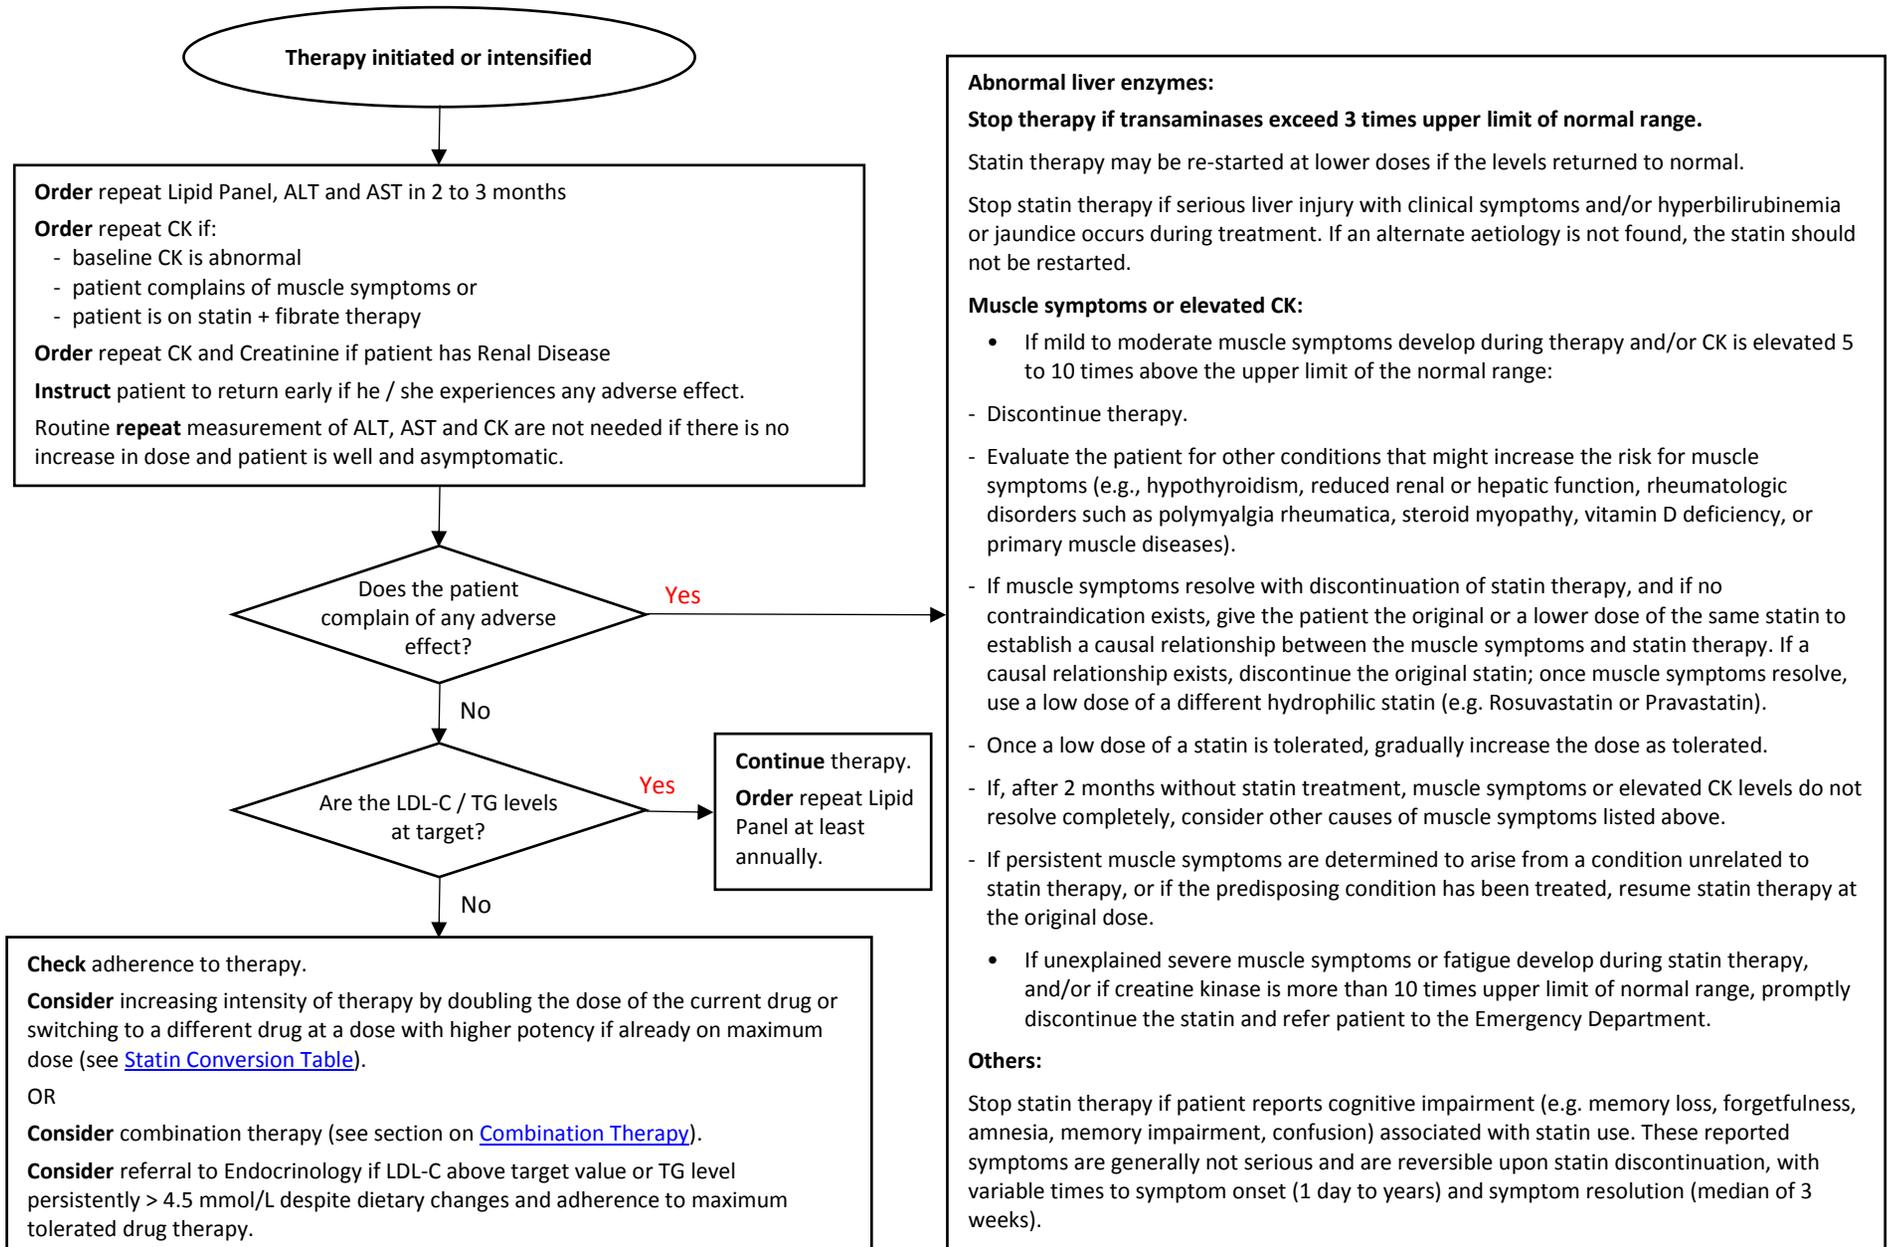 Therapy initiated or intensified
Order repeat Lipid Panel, ALT and AST in 2 to 3 months
Order repeat CK if:
- baseline CK is abnormal
- patient complains of muscle symptoms or
- patient is on statin + fibrate therapy
Order repeat CK and Creatinine if patient has Renal Disease
Instruct patient to return early if he / she experiences any adverse effect.
Routine repeat measurement of ALT, AST and CK are not needed if there is no
increase in dose and patient is well and asymptomatic.
Does the patient
complain of any adverse
effect?
Yes
No
Are the LDL-C / TG levels
at target?
Yes
Continue therapy.
Order repeat Lipid
Panel at least
annually.
No
Check adherence to therapy.
Consider increasing intensity of therapy by doubling the dose of the current drug or
switching to a different drug at a dose with higher potency if already on maximum
dose (see Statin Conversion Table).
OR
Consider combination therapy (see section on Combination Therapy).
Consider referral to Endocrinology if LDL-C above target value or TG level
persistently > 4.5 mmol/L despite dietary changes and adherence to maximum
tolerated drug therapy.
Abnormal liver enzymes:
Stop therapy if transaminases exceed 3 times upper limit of normal range.
Statin therapy may be re-started at lower doses if the levels returned to normal.
Stop statin therapy if serious liver injury with clinical symptoms and/or hyperbilirubinemia
or jaundice occurs during treatment. If an alternate aetiology is not found, the statin should
not be restarted.
Muscle symptoms or elevated CK:
• If mild to moderate muscle symptoms develop during therapy and/or CK is elevated 5
to 10 times above the upper limit of the normal range:
- Discontinue therapy.
- Evaluate the patient for other conditions that might increase the risk for muscle
symptoms (e.g., hypothyroidism, reduced renal or hepatic function, rheumatologic
disorders such as polymyalgia rheumatica, steroid myopathy, vitamin D deficiency, or
primary muscle diseases).
- If muscle symptoms resolve with discontinuation of statin therapy, and if no
contraindication exists, give the patient the original or a lower dose of the same statin to
establish a causal relationship between the muscle symptoms and statin therapy. If a
causal relationship exists, discontinue the original statin; once muscle symptoms resolve,
use a low dose of a different hydrophilic statin (e.g. Rosuvastatin or Pravastatin).
- Once a low dose of a statin is tolerated, gradually increase the dose as tolerated.
- If, after 2 months without statin treatment, muscle symptoms or elevated CK levels do not
resolve completely, consider other causes of muscle symptoms listed above.
- If persistent muscle symptoms are determined to arise from a condition unrelated to
statin therapy, or if the predisposing condition has been treated, resume statin therapy at
the original dose.
• If unexplained severe muscle symptoms or fatigue develop during statin therapy,
and/or if creatine kinase is more than 10 times upper limit of normal range, promptly
discontinue the statin and refer patient to the Emergency Department.
Others:
Stop statin therapy if patient reports cognitive impairment (e.g. memory loss, forgetfulness,
amnesia, memory impairment, confusion) associated with statin use. These reported
symptoms are generally not serious and are reversible upon statin discontinuation, with
variable times to symptom onset (1 day to years) and symptom resolution (median of 3
weeks).